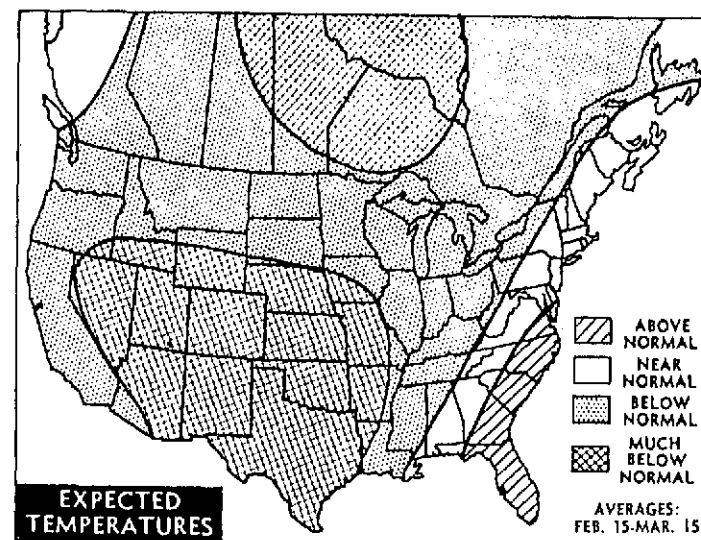 ABOVE
NORMAL
NEAR
NORMAL
BELOW
NORMAL
MUCH
BELOW
NORMAL
EXPECTED
TEMPERATURES
AVERAGES:
FEB. 15-MAR. 15